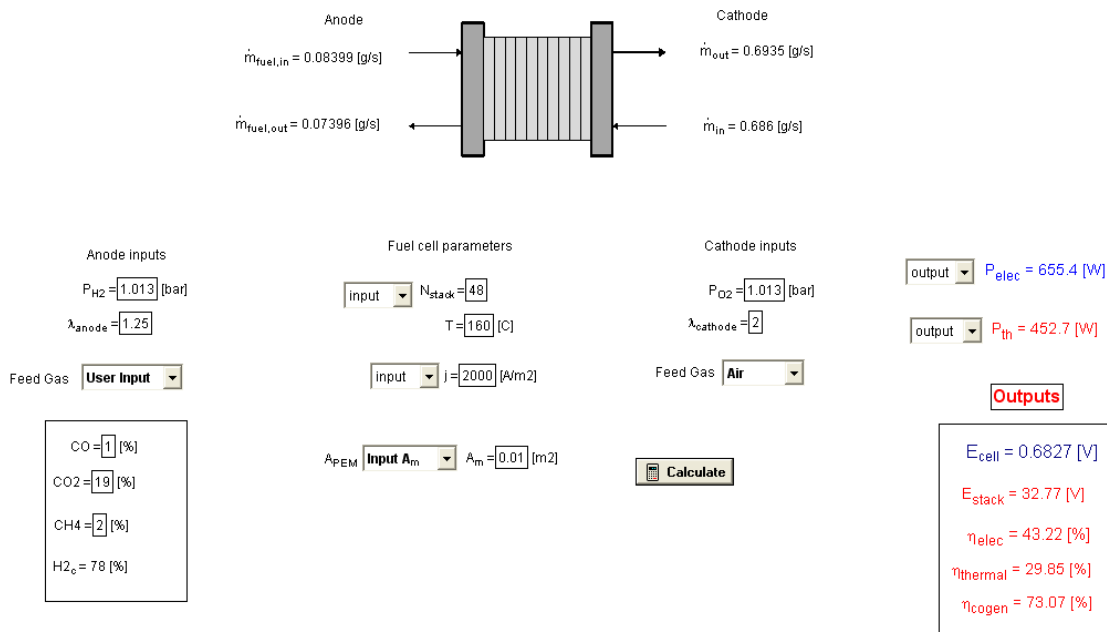 Anode
Cathode
ṁfuel,in = 0.08399 [g/s]
ṁout = 0.6935 [g/s]
ṁfuel,out = 0.07396 [g/s]
ṁin = 0.686 [g/s]
Anode inputs
PH2 = 1.013 [bar]
λanode = 1.25
Feed Gas User Input
CO = 1 [%]
CO2 = 19 [%]
CH4 = 2 [%]
H2c = 78 [%]
Fuel cell parameters
input Nstack = 48
T = 160 [C]
input j = 2000 [A/m2]
APEM Input Am Am = 0.01 [m2]
Cathode inputs
PO2 = 1.013 [bar]
λcathode = 2
Feed Gas Air
Calculate
output Pelec = 655.4 [W]
output Pth = 452.7 [W]
Outputs
Ecell = 0.6827 [V]
Estack = 32.77 [V]
ηelec = 43.22 [%]
ηthermal = 29.85 [%]
ηcogen = 73.07 [%]